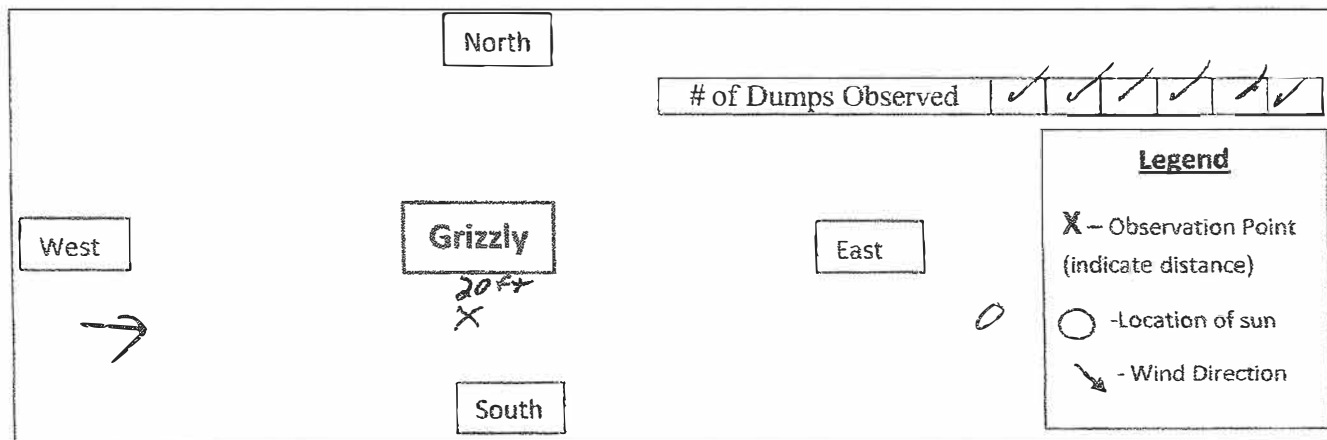 North
# of Dumps Observed ✓ ✓ ✓ ✓ ✓ ✓
Legend
X – Observation Point
(indicate distance)
-Location of sun
- Wind Direction
West
Grizzly
East
20 ft
X
South